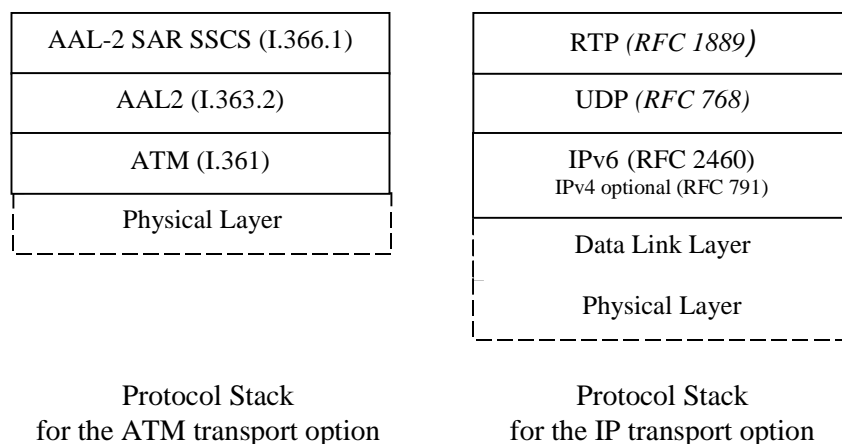 AAL-2 SAR SSCS (I.366.1)
AAL2 (I.363.2)
ATM (I.361)
Physical Layer
Protocol Stack
for the ATM transport option
RTP (RFC 1889)
UDP (RFC 768)
IPv6 (RFC 2460)
IPv4 optional (RFC 791)
Data Link Layer
Physical Layer
Protocol Stack
for the IP transport option